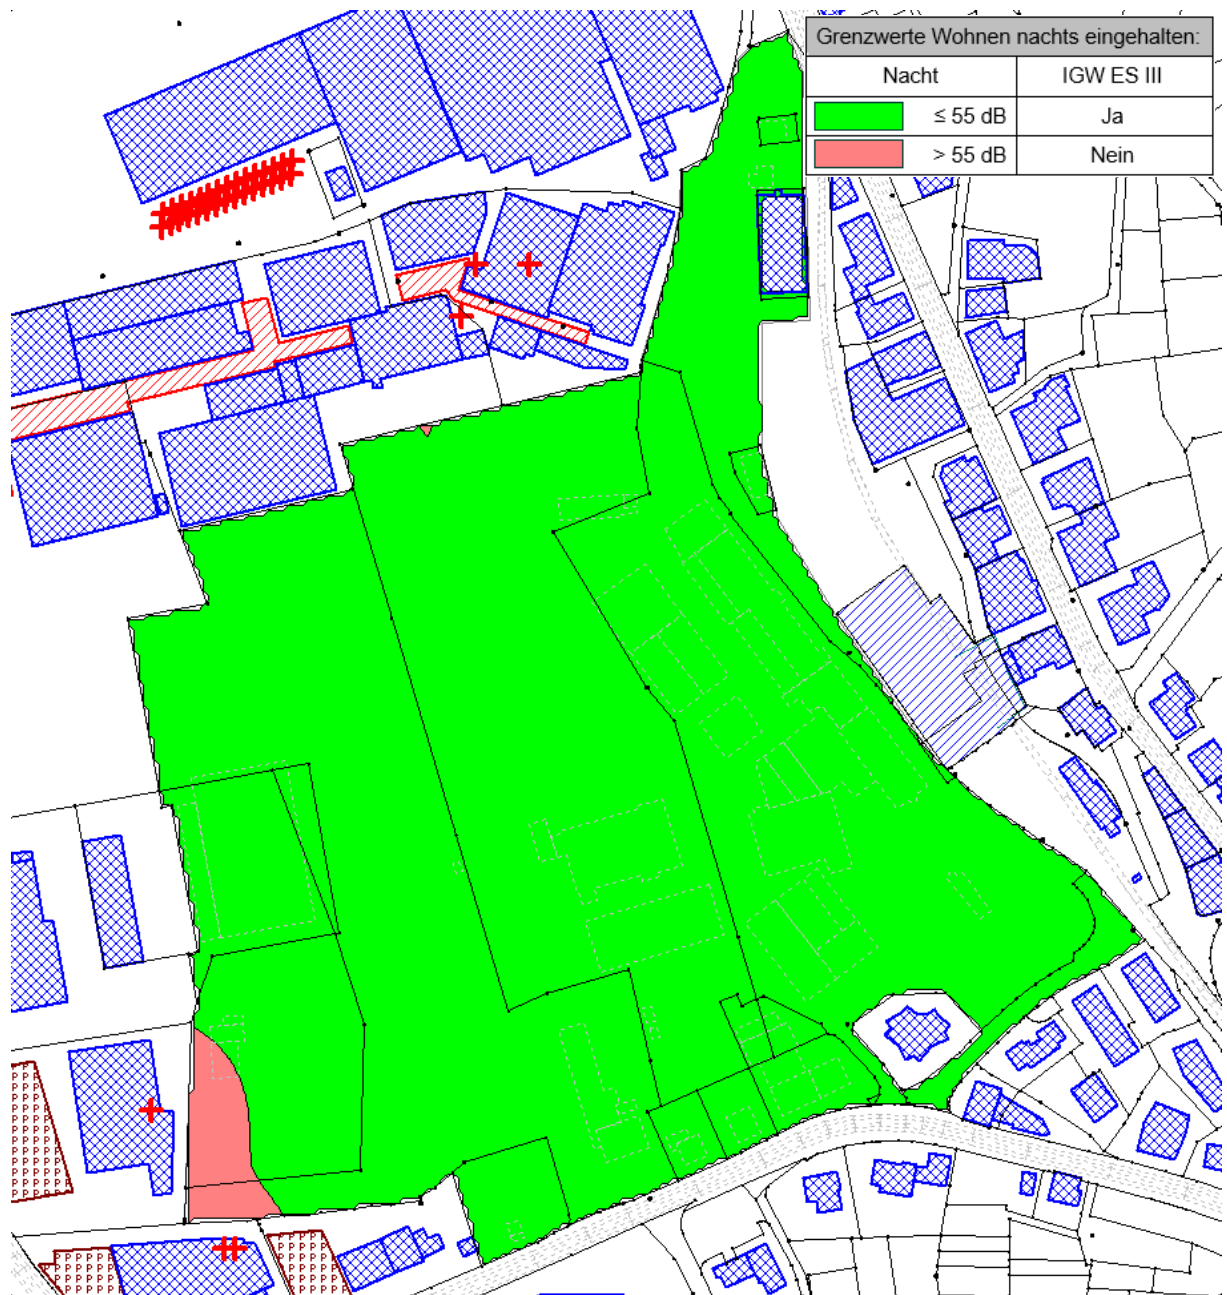 Grenzwerte Wohnen nachts eingehalten:
Nacht IGW ES III
≤ 55 dB Ja
> 55 dB Nein